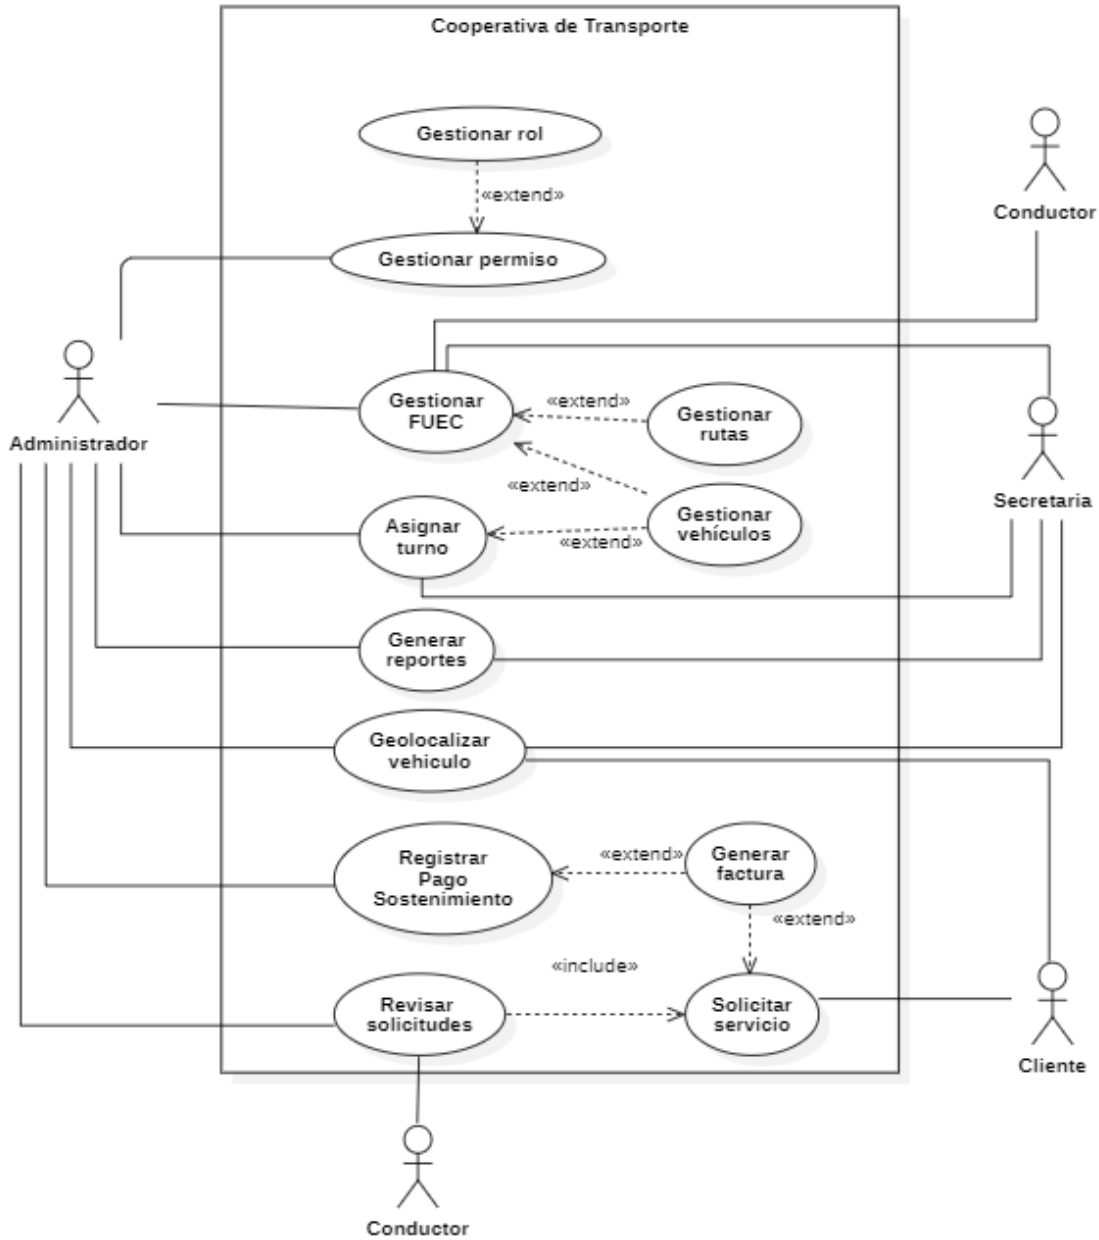 Cooperativa de Transporte
Gestionar rol
«extend»
Conductor
Gestionar permiso
Administrador
Gestionar
FUEC
«extend»
Gestionar
rutas
«extend»
Gestionar
vehículos
Secretaria
Asignar
turno
«extend»
Generar
reportes
Geolocalizar
vehiculo
Registrar
Pago
Sostenimiento
«extend»
Generar
factura
«extend»
«include»
Revisar
solicitudes
Solicitar
servicio
Cliente
Conductor